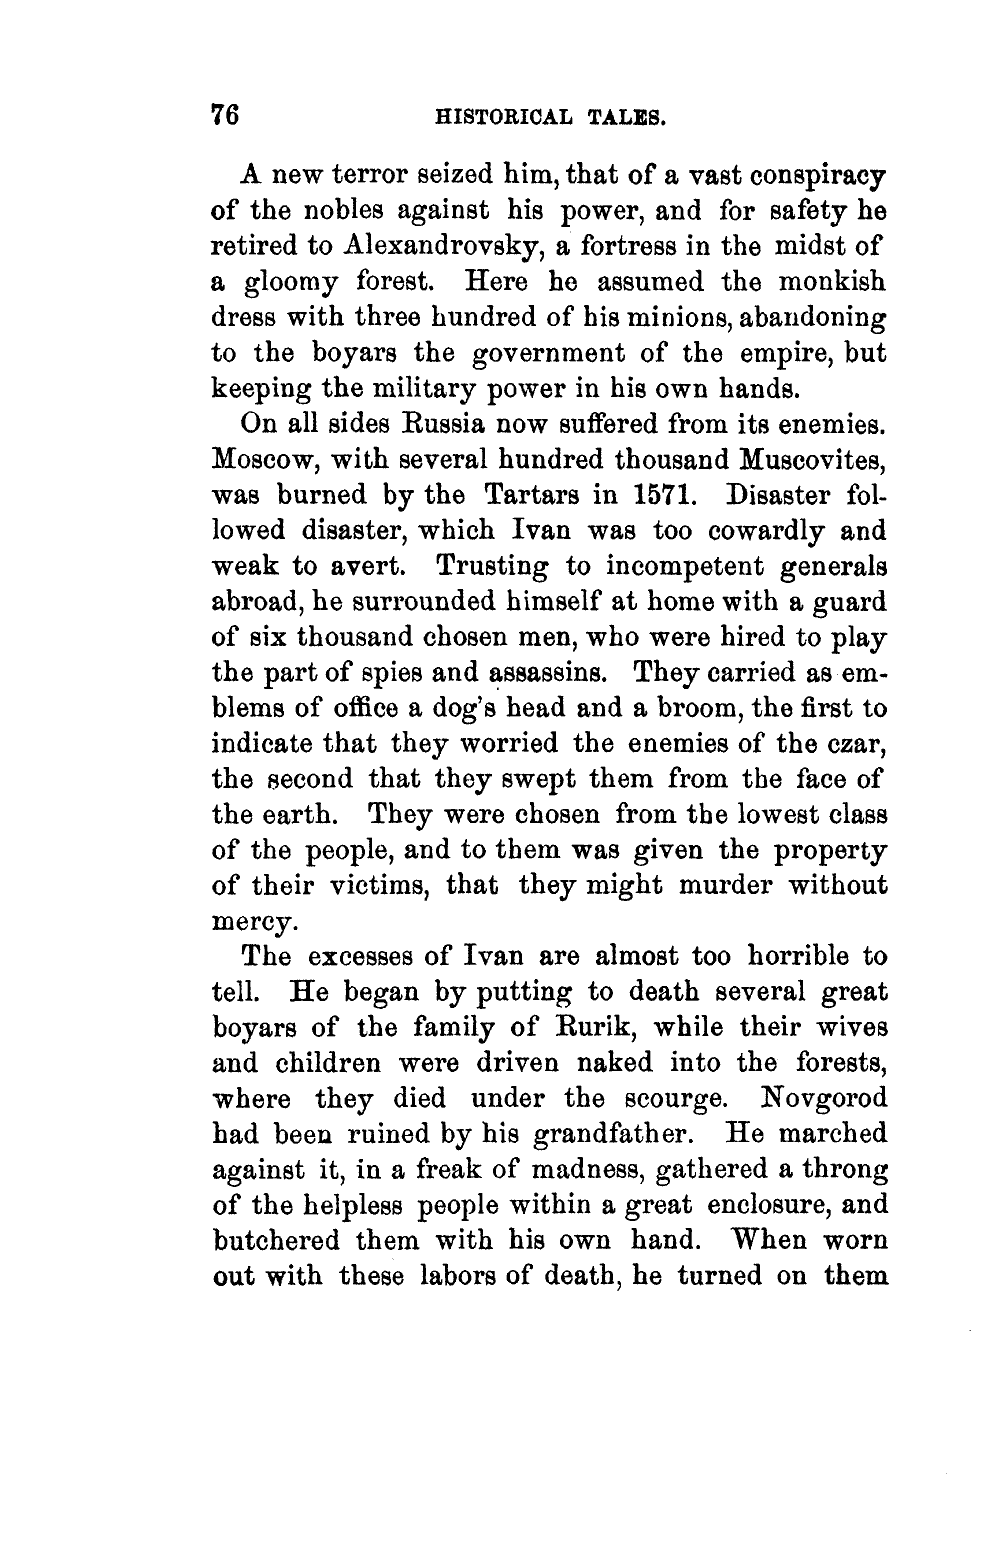 76 HISTORICAL TALES.
A new terror seized him, that of a vast conspiracy
of the nobles against his power, and for safety he
retired to Alexandrovsky, a fortress in the midst of
a gloomy forest. Here he assumed the monkish
dress with three hundred of his minions, abandoning
to the boyars the government of the empire, but
keeping the military power in his own hands.
On all sides Russia now suffered from its enemies.
Moscow, with several hundred thousand Muscovites,
was burned by the Tartars in 1571. Disaster fol-
lowed disaster, which Ivan was too cowardly and
weak to avert. Trusting to incompetent generals
abroad, he surrounded himself at home with a guard
of six thousand chosen men, who were hired to play
the part of spies and assassins. They carried as em-
blems of office a dog's head and a broom, the first to
indicate that they worried the enemies of the czar,
the second that they swept them from the face of
the earth. They were chosen from the lowest class
of the people, and to them was given the property
of their victims, that they might murder without
mercy.
The excesses of Ivan are almost too horrible to
tell. He began by putting to death several great
boyars of the family of Rurik, while their wives
and children were driven naked into the forests,
where they died under the scourge. Novgorod
had been ruined by his grandfather. He marched
against it, in a freak of madness, gathered a throng
of the helpless people within a great enclosure, and
butchered them with his own hand. When worn
out with these labors of death, he turned on them